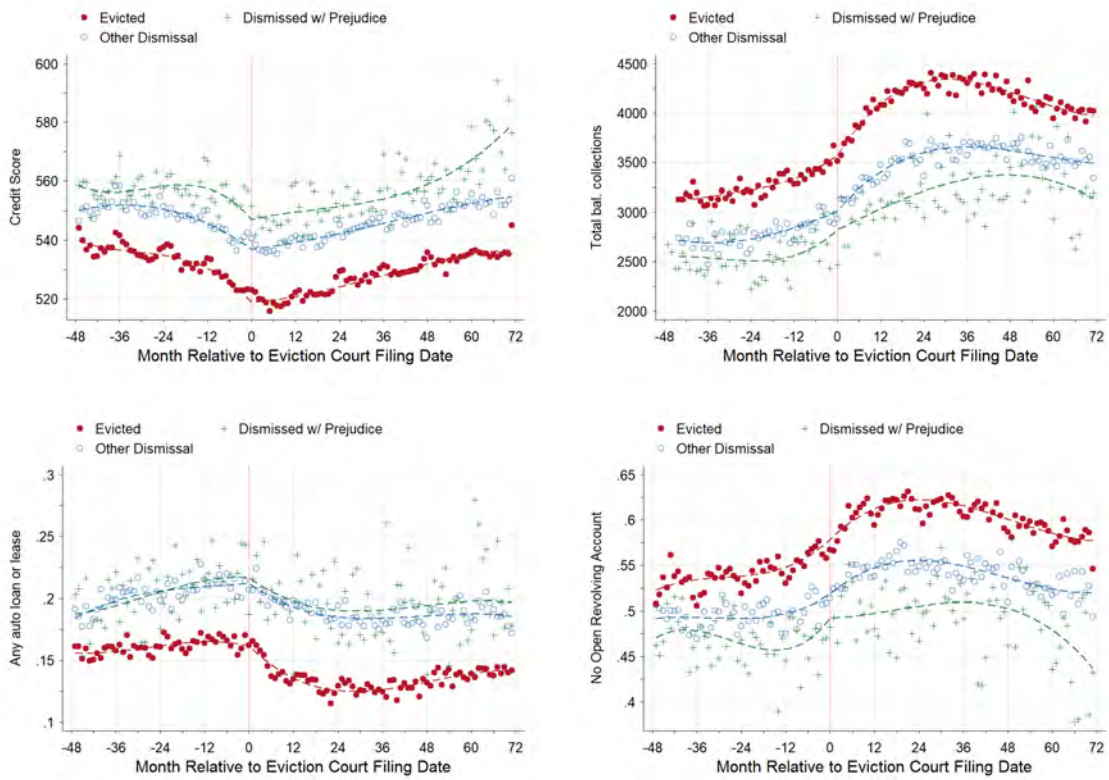 Evicted
Dismissed w/ Prejudice
Other Dismissal
600
580
560
540
520
Credit Score
-48 -36 -24 -12 0 12 24 36 48 60 72
Month Relative to Eviction Court Filing Date
Evicted
Dismissed w/ Prejudice
Other Dismissal
4500
4000
3500
3000
2500
2000
Total bal. collections
-48 -36 -24 -12 0 12 24 36 48 60 72
Month Relative to Eviction Court Filing Date
Evicted
Dismissed w/ Prejudice
Other Dismissal
.3
.25
.2
.15
.1
Any auto loan or lease
-48 -36 -24 -12 0 12 24 36 48 60 72
Month Relative to Eviction Court Filing Date
Evicted
Dismissed w/ Prejudice
Other Dismissal
.65
.6
.55
.5
.45
.4
No Open Revolving Account
-48 -36 -24 -12 0 12 24 36 48 60 72
Month Relative to Eviction Court Filing Date